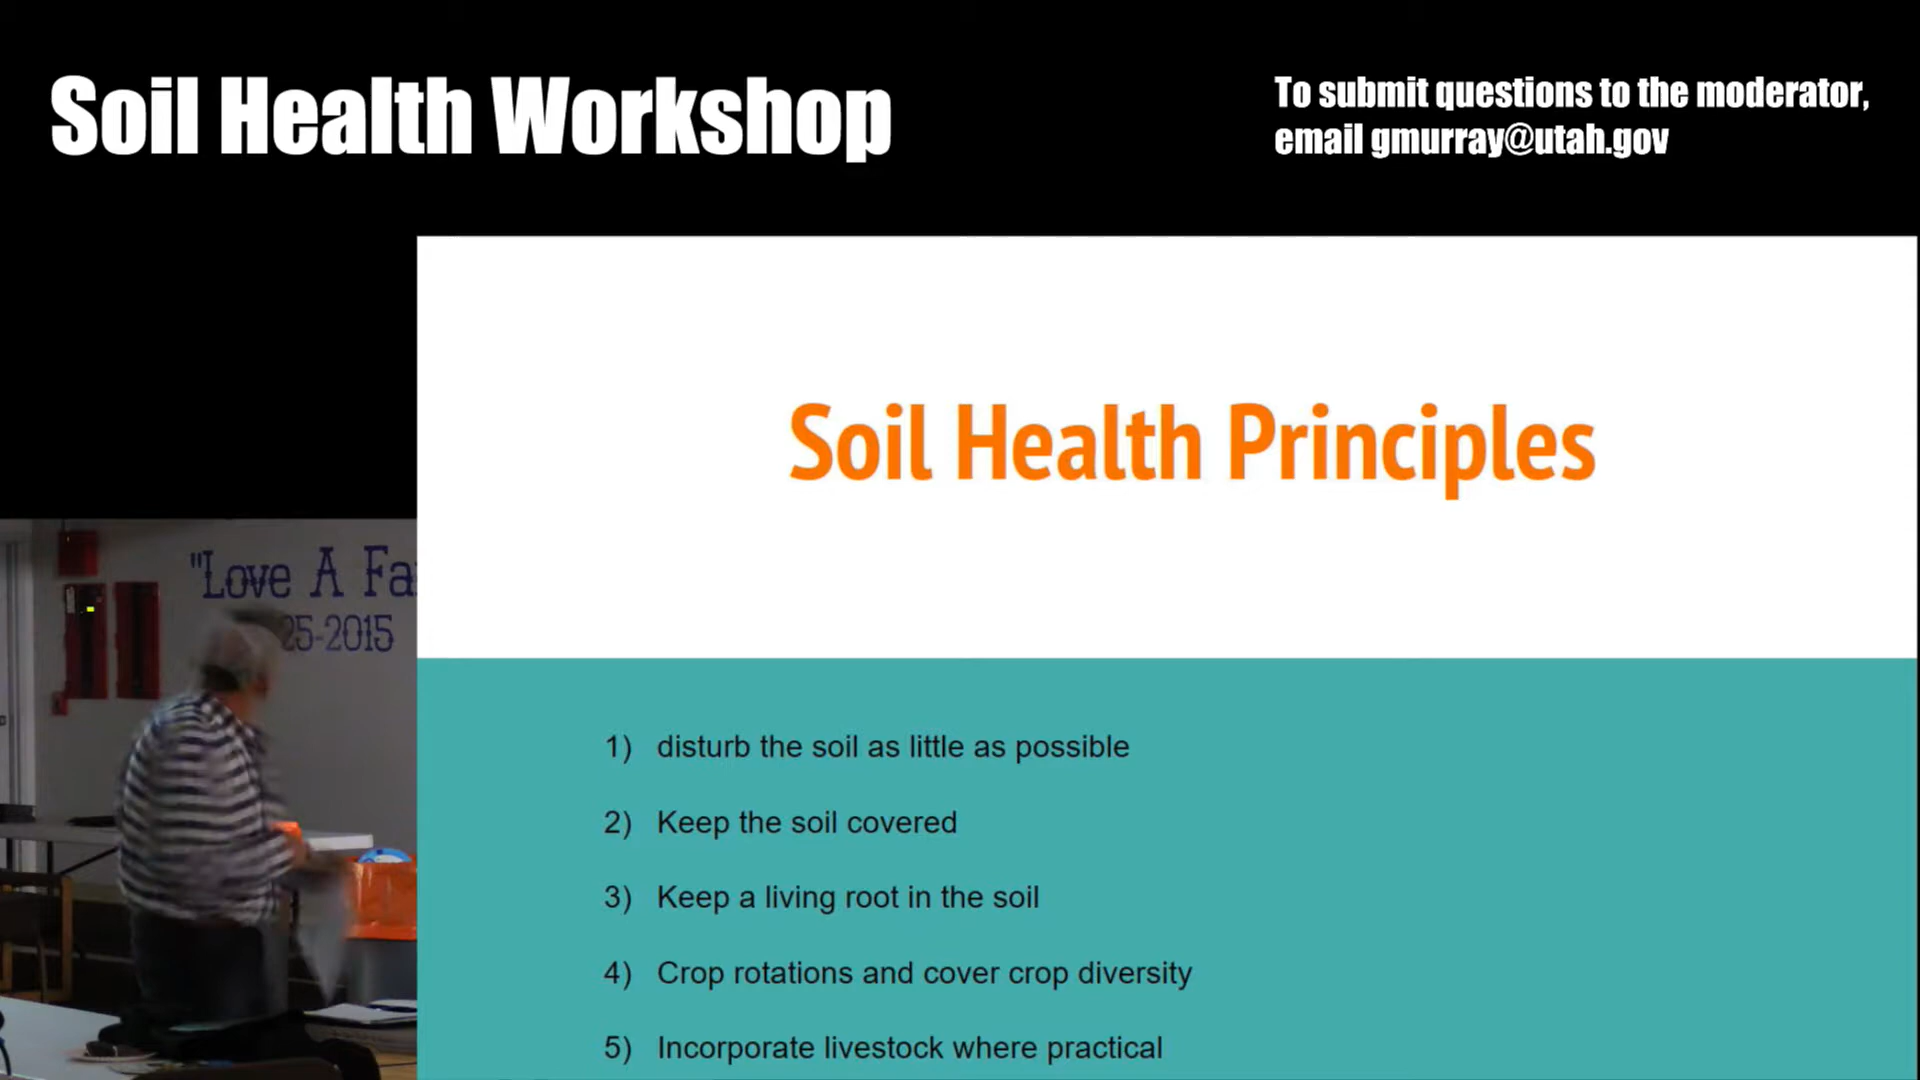 Soil Health Workshop
To submit questions to the moderator,
email gmurray@utah.gov
Soil Health Principles
"Love A
25-2015
1) disturb the soil as little as possible
2) Keep the soil covered
3) Keep a living root in the soil
4) Crop rotations and cover crop diversity
5) Incorporate livestock where practical